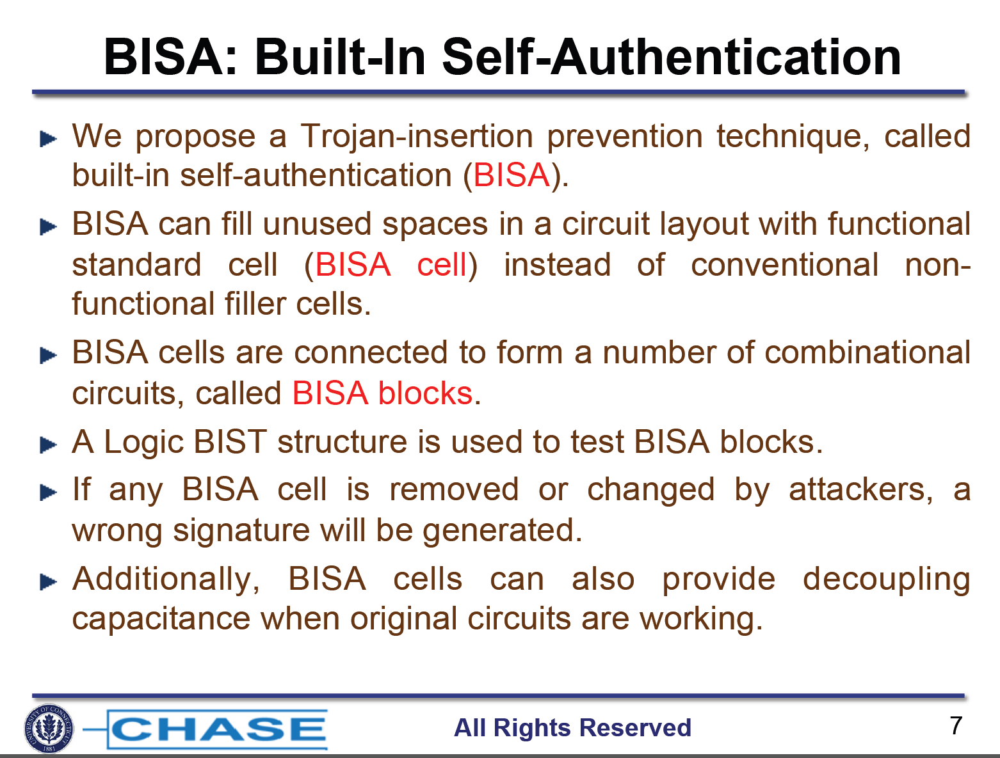 BISA: Built-In Self-Authentication
We propose a Trojan-insertion prevention technique, called
built-in self-authentication (BISA).
BISA can fill unused spaces in a circuit layout with functional
standard cell (BISA cell) instead of conventional non-
functional filler cells.
BISA cells are connected to form a number of combinational
circuits, called BISA blocks.
A Logic BIST structure is used to test BISA blocks.
If any BISA cell is removed or changed by attackers, a
wrong signature will be generated.
Additionally, BISA cells can also provide decoupling
capacitance when original circuits are working.
UNIVERSITY OF CONNECTICUT
1881
CHASE
All Rights Reserved
7